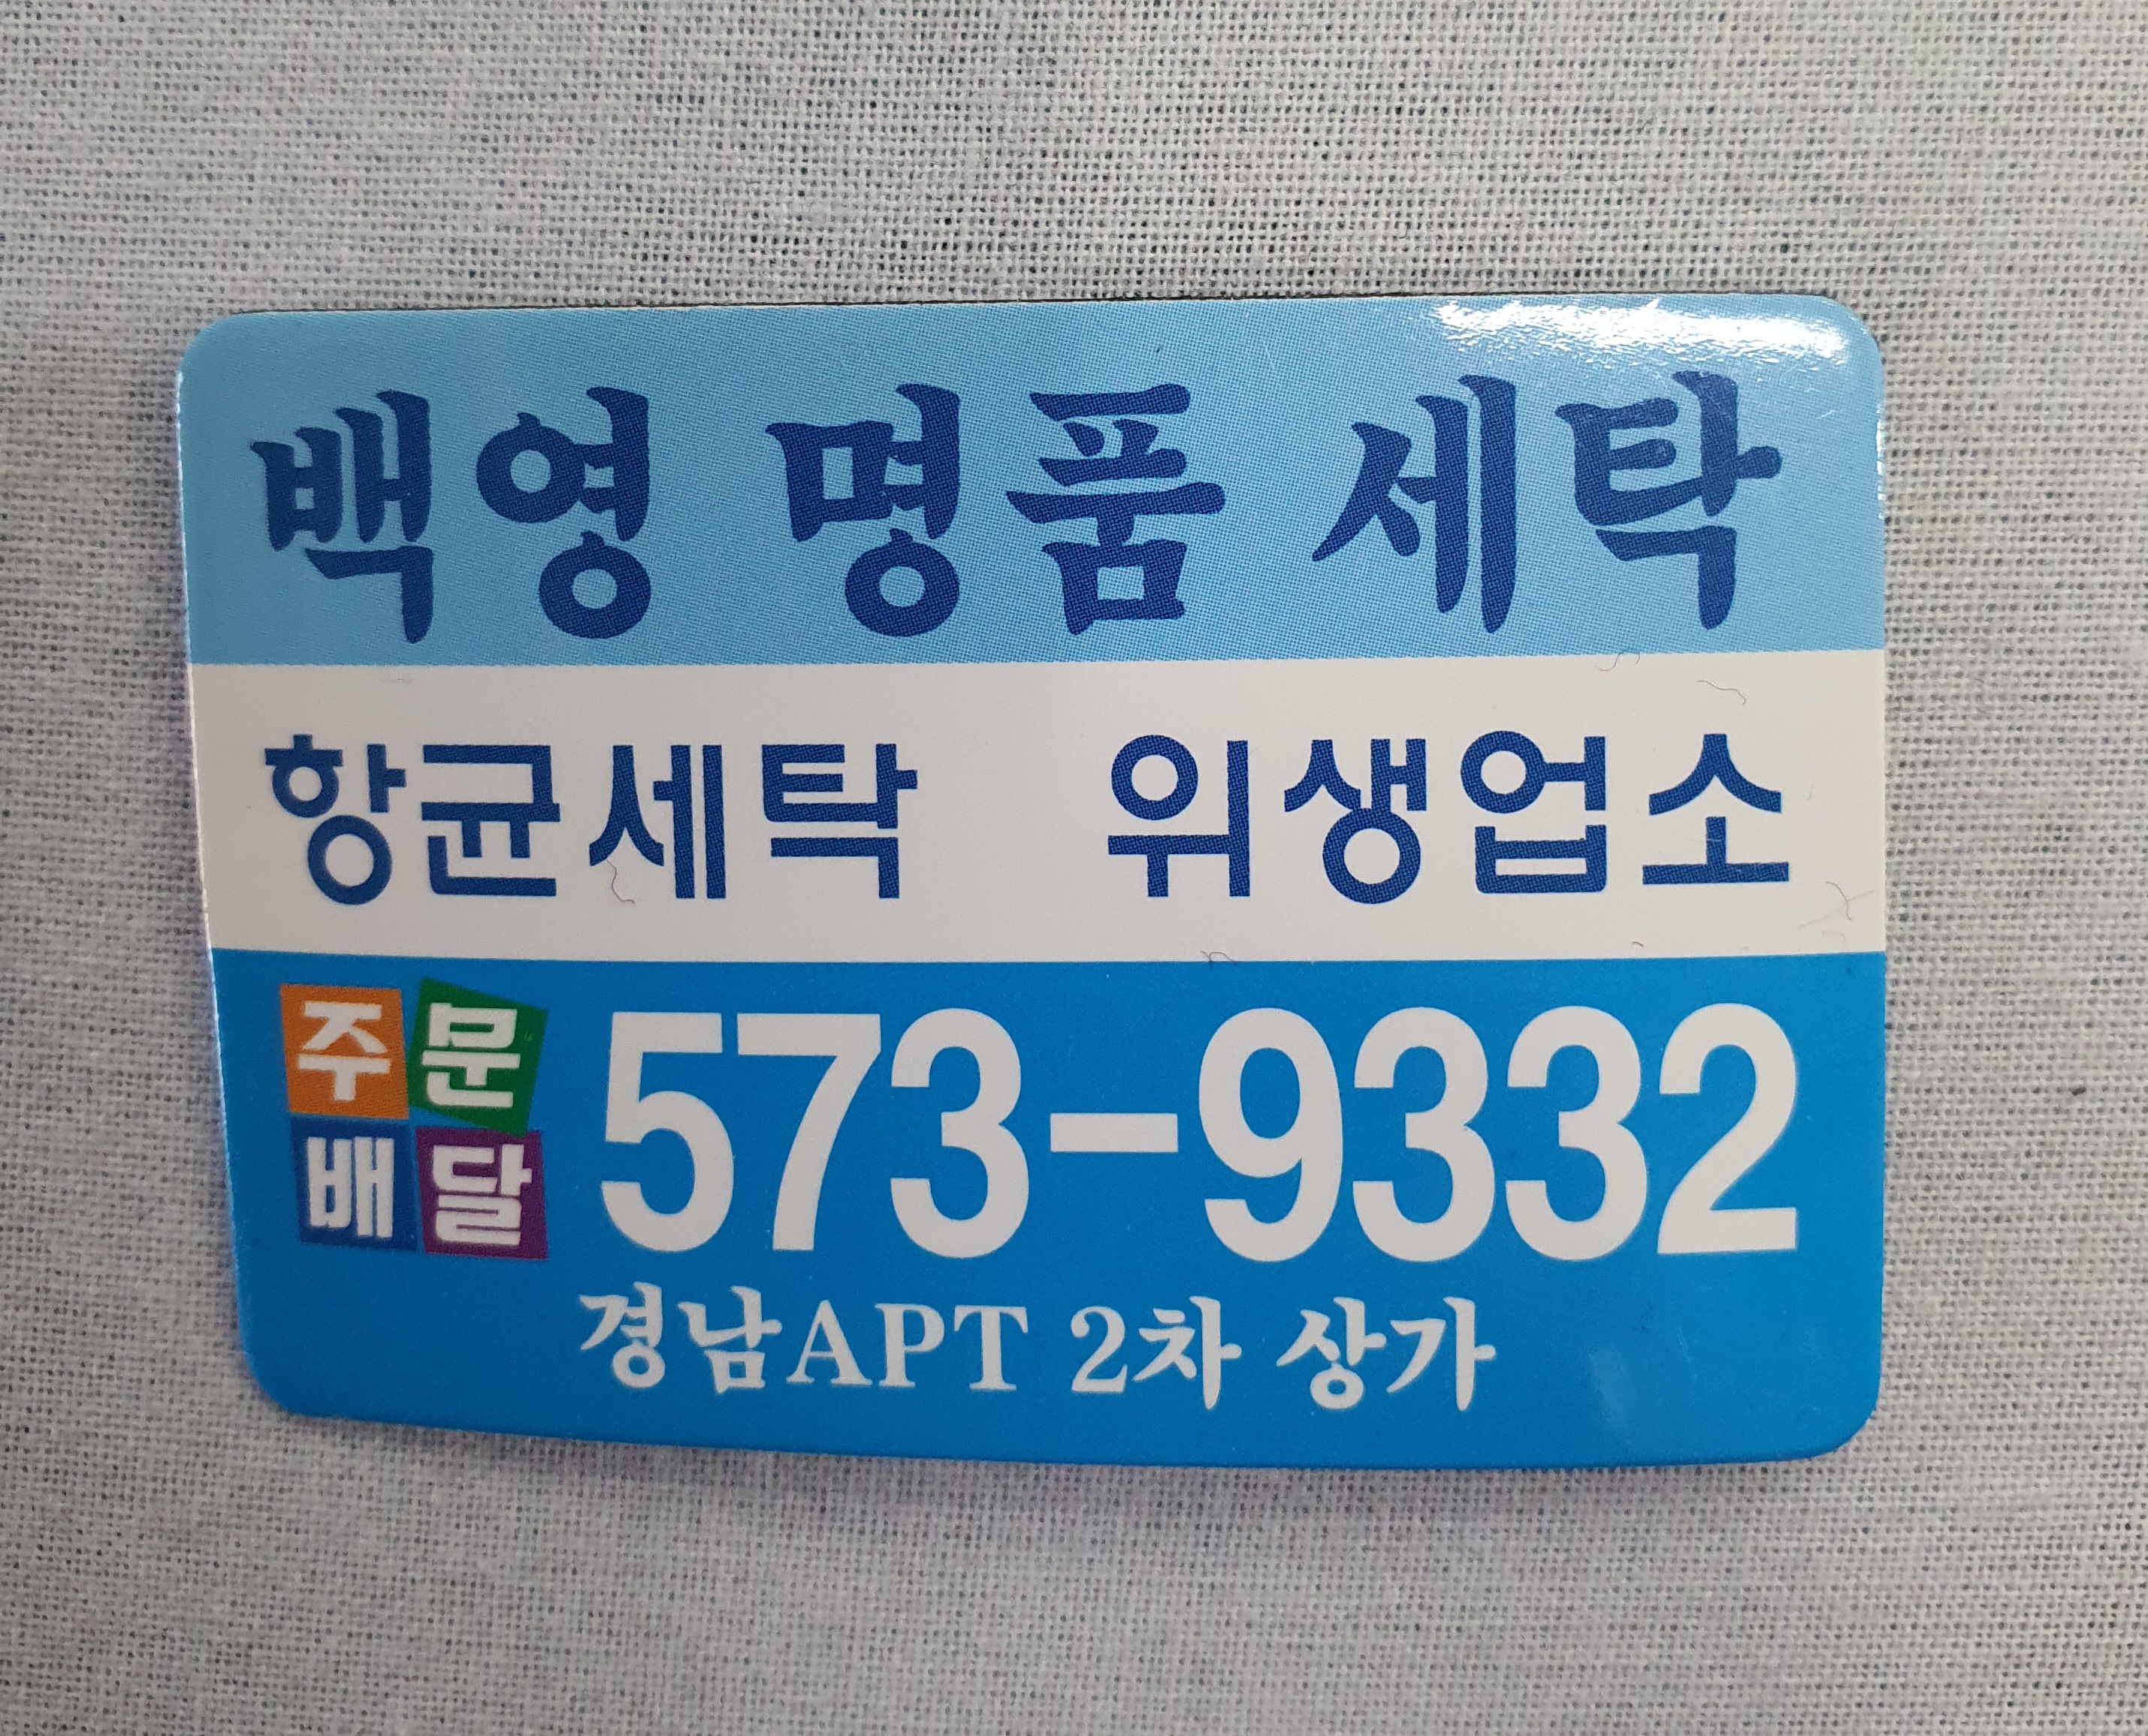 백영 명품 세탁
항균세탁 위생업소
주문
배달
573-9332
경남APT 2차 상가